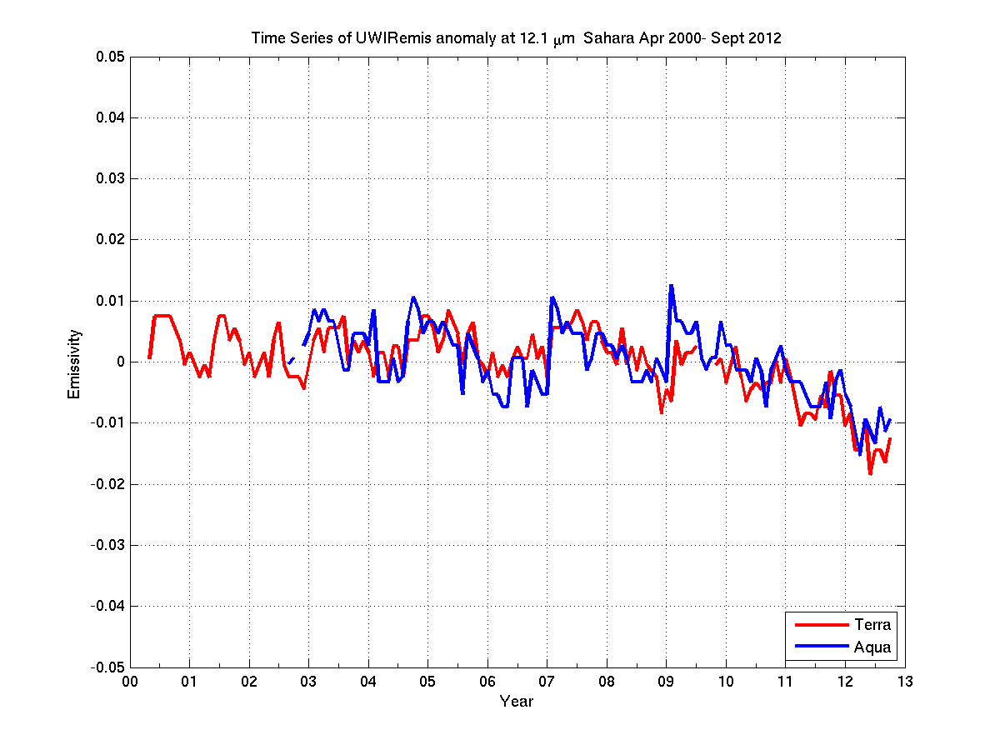 Time Series of UWIRemis anomaly at 12.1 μm  Sahara Apr 2000- Sept 2012
0.05
0.04
0.03
0.02
0.01
0
-0.01
-0.02
-0.03
-0.04
-0.05
Emissivity
00 01 02 03 04 05 06 07 08 09 10 11 12 13
Year
Terra
Aqua